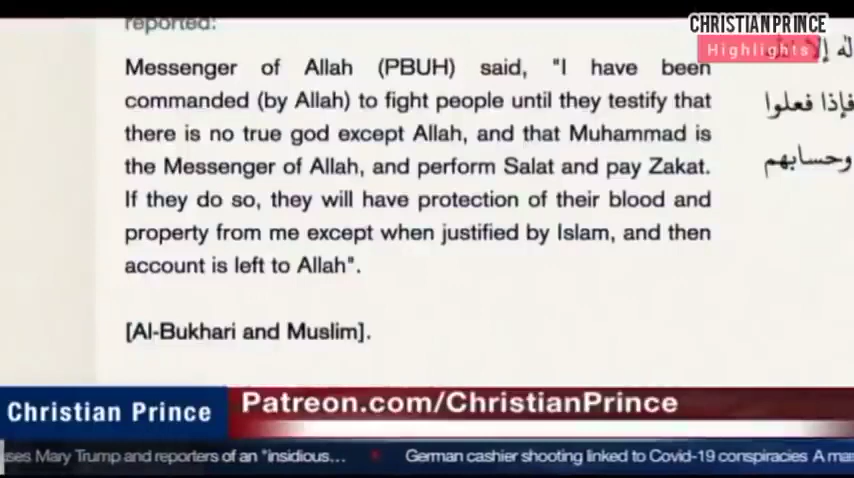 CHRISTIANPRINCE
Highlights
reported:
Messenger of Allah (PBUH) said, "I have been
commanded (by Allah) to fight people until they testify that
there is no true god except Allah, and that Muhammad is
the Messenger of Allah, and perform Salat and pay Zakat.
If they do so, they will have protection of their blood and
property from me except when justified by Islam, and then
account is left to Allah".
[Al-Bukhari and Muslim].
فإذا فعلوا
وحسابهم
Christian Prince
Patreon.com/ChristianPrince
Mary Trump and reporters of an "insidious... • German cashier shooting linked to Covid-19 conspiracies A